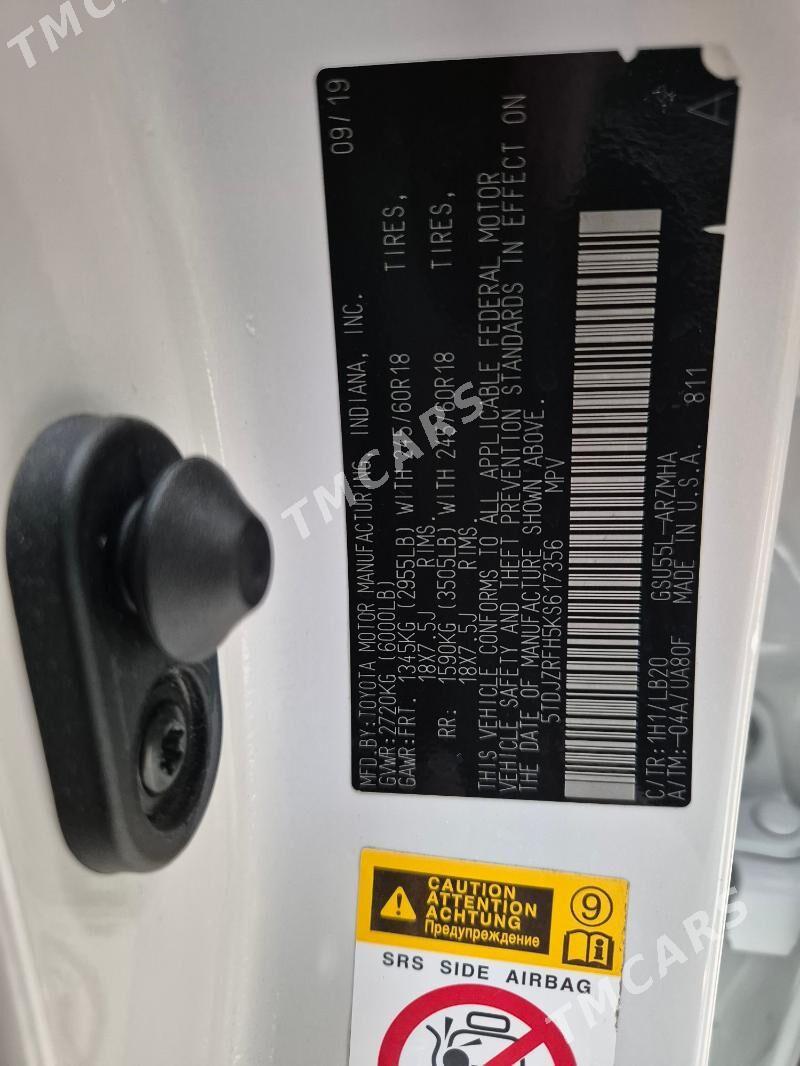 MFD.BY:TOYOTA MOTOR MANUFACTURING, INDIANA, INC. 09/19
GVWR:2720KG (6000LB)
GAWR:FRT. 1345KG (2955LB) WITH 245/60R18 TIRES,
18X7.5J RIMS.
RR: 1590KG (3505LB) WITH 245/60R18 TIRES,
18X7.5J RIMS.
THIS VEHICLE CONFORMS TO ALL APPLICABLE FEDERAL MOTOR
VEHICLE SAFETY AND THEFT PREVENTION STANDARDS IN EFFECT ON
THE DATE OF MANUFACTURE SHOWN ABOVE.
5TDJZRFH5KS617356 MPV
C/TR:1H1/LB20 GSU55L-ARZMHA
A/TM:-04A/UA80F MADE IN U.S.A. 811
A
CAUTION
ATTENTION
ACHTUNG
Предупреждение
9
i
SRS SIDE AIRBAG
TMCARS
TMCARS
TMCARS